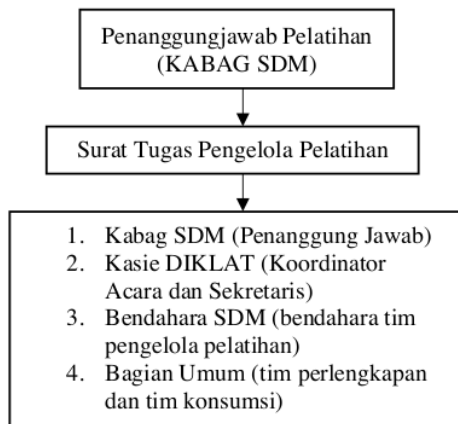 Penanggungjawab Pelatihan
(KABAG SDM)
Surat Tugas Pengelola Pelatihan
1. Kabag SDM (Penanggung Jawab)
2. Kasie DIKLAT (Koordinator
Acara dan Sekretaris)
3. Bendahara SDM (bendahara tim
pengelola pelatihan)
4. Bagian Umum (tim perlengkapan
dan tim konsumsi)